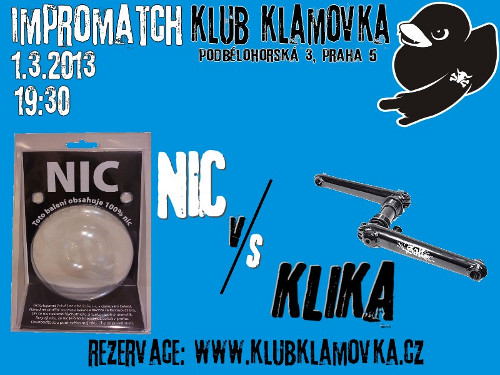 IMPROMATCH KLUB KLAMOVKA
PODBĚLOHORSKÁ 3, PRAHA 5
1.3.2013
19:30
NIC
Toto balení obsahuje 100% nic
NIC
V/S
KLIKA
REZERVACE: WWW.KLUBKLAMOVKA.CZ